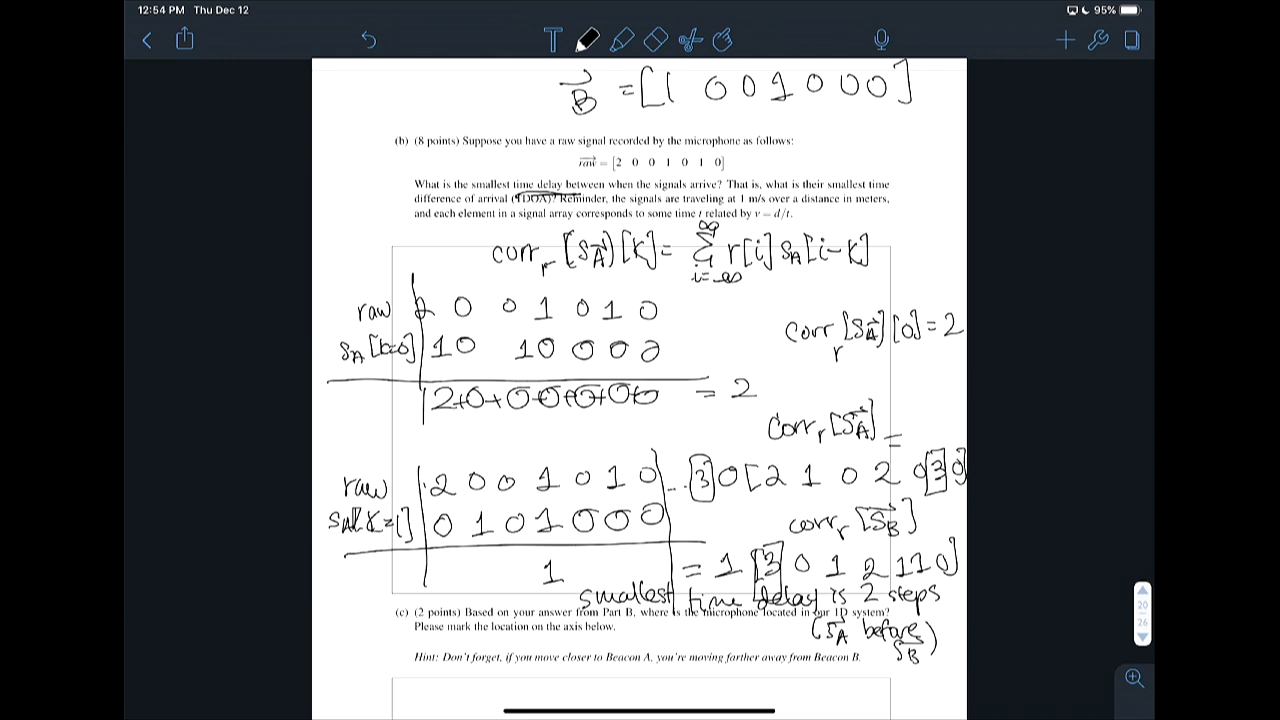 12:54 PM Thu Dec 12
95%
B = [1 0 0 1 0 0 0]
(b) (8 points) Suppose you have a raw signal recorded by the microphone as follows:
raw = [2 0 0 1 0 1 0]
What is the smallest time delay between when the signals arrive? That is, what is their smallest time
difference of arrival (TDOA)? Reminder, the signals are traveling at 1 m/s over a distance in meters,
and each element in a signal array corresponds to some time t related by v = d/t.
corr_r [S_A][k] = ∑_{i=-∞}^{∞} r[i] S_A[i-k]
raw 2 0 0 1 0 1 0
S_A [k=0] 1 0 1 0 0 0 0
2+0+0+0+0+0+0 = 2
corr_r [S_A][0] = 2
corr_r [S_A] =
raw 2 0 0 1 0 1 0 ... 3 0 [2 1 0 2 0 3 0]
S_A[k=1] 0 1 0 1 0 0 0
corr_r [S_B]
1 = 1 [3 0 1 2 1 1 0]
smallest time delay is 2 steps
(S_A before S_B)
(c) (2 points) Based on your answer from Part B, where is the microphone located in our 1D system?
Please mark the location on the axis below.
Hint: Don't forget, if you move closer to Beacon A, you're moving farther away from Beacon B.
20
26